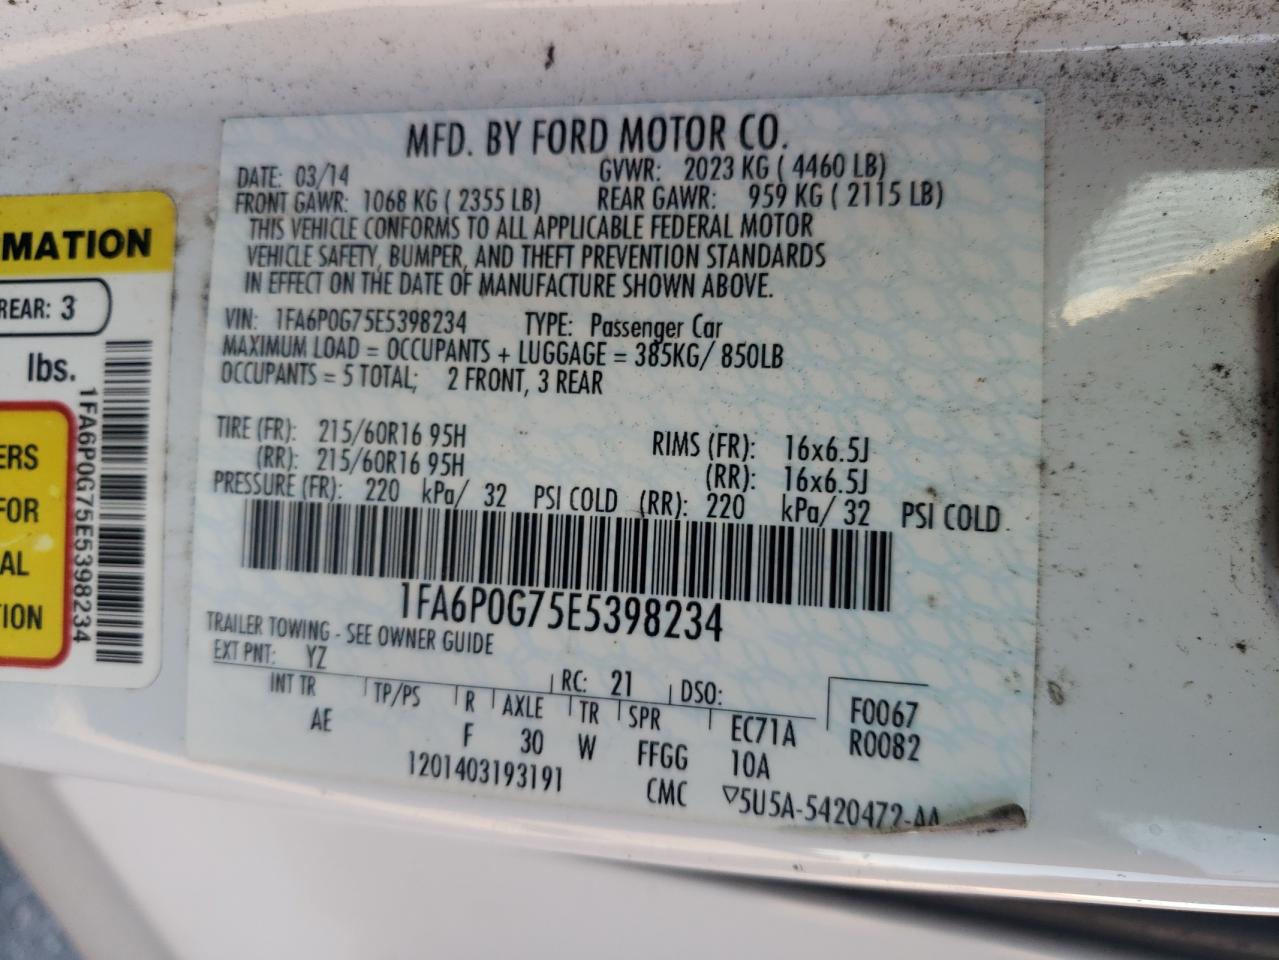 MFD. BY FORD MOTOR CO.
DATE: 03/14 GVWR: 2023 KG ( 4460 LB)
FRONT GAWR: 1068 KG ( 2355 LB) REAR GAWR: 959 KG ( 2115 LB)
THIS VEHICLE CONFORMS TO ALL APPLICABLE FEDERAL MOTOR
VEHICLE SAFETY, BUMPER, AND THEFT PREVENTION STANDARDS
IN EFFECT ON THE DATE OF MANUFACTURE SHOWN ABOVE.
VIN: 1FA6P0G75E5398234 TYPE: Passenger Car
MAXIMUM LOAD = OCCUPANTS + LUGGAGE = 385KG/ 850LB
OCCUPANTS = 5 TOTAL; 2 FRONT, 3 REAR
TIRE (FR): 215/60R16 95H RIMS (FR): 16x6.5J
(RR): 215/60R16 95H (RR): 16x6.5J
PRESSURE (FR): 220 kPa/ 32 PSI COLD (RR): 220 kPa/ 32 PSI COLD
1FA6P0G75E5398234
TRAILER TOWING - SEE OWNER GUIDE
EXT PNT: YZ RC: 21 DSO:
INT TR TP/PS R AXLE TR SPR EC71A F0067
AE F 30 W FFGG 10A R0082
1201403193191 CMC ▽5U5A-5420472-AA
MATION
REAR: 3
lbs.
1FA6P0G75E5398234
ERS
FOR
AL
TION